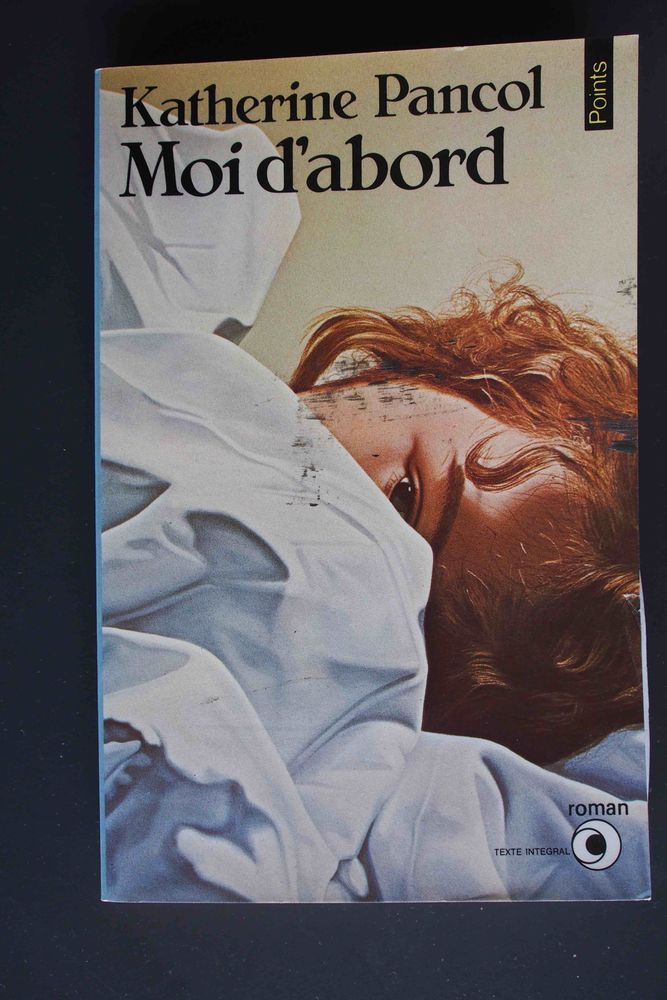 Katherine Pancol
Moi d'abord
Points
roman
TEXTE INTEGRAL